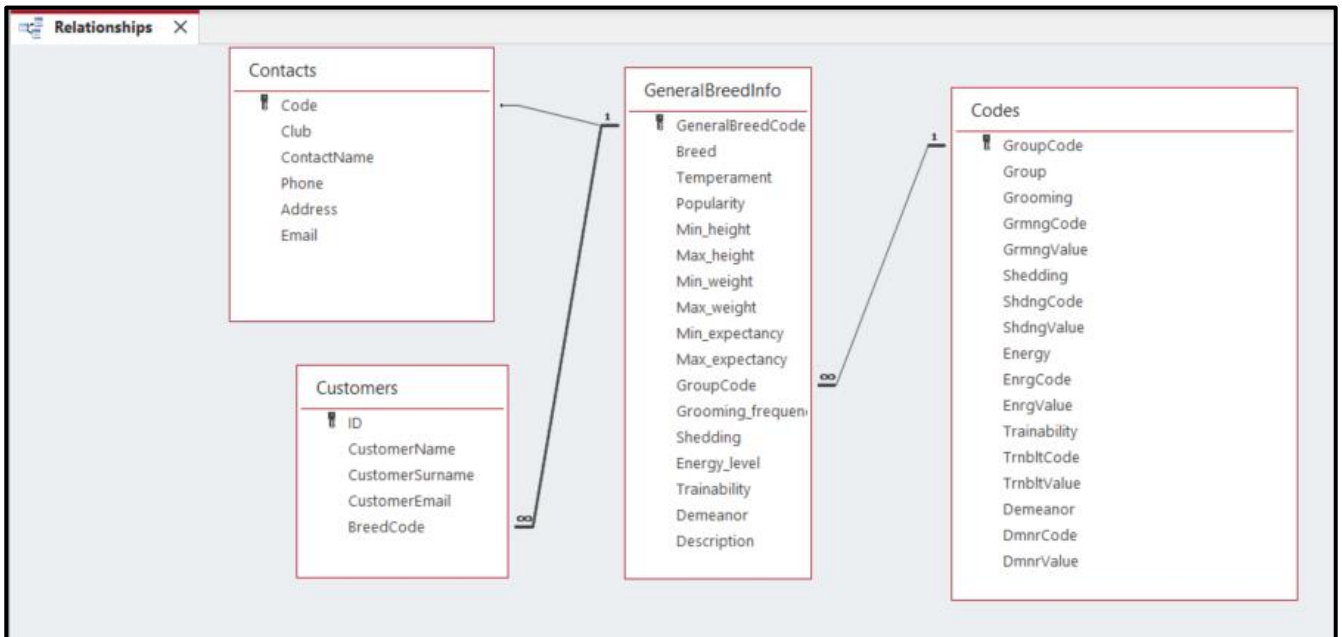 Relationships
Contacts
Code
Club
ContactName
Phone
Address
Email
Customers
ID
CustomerName
CustomerSurname
CustomerEmail
BreedCode
∞
1
GeneralBreedInfo
GeneralBreedCode
Breed
Temperament
Popularity
Min_height
Max_height
Min_weight
Max_weight
Min_expectancy
Max_expectancy
GroupCode
Grooming_frequen
Shedding
Energy_level
Trainability
Demeanor
Description
∞
1
Codes
GroupCode
Group
Grooming
GrmngCode
GrmngValue
Shedding
ShdngCode
ShdngValue
Energy
EnrgCode
EnrgValue
Trainability
TrnbltCode
TrnbltValue
Demeanor
DmnrCode
DmnrValue